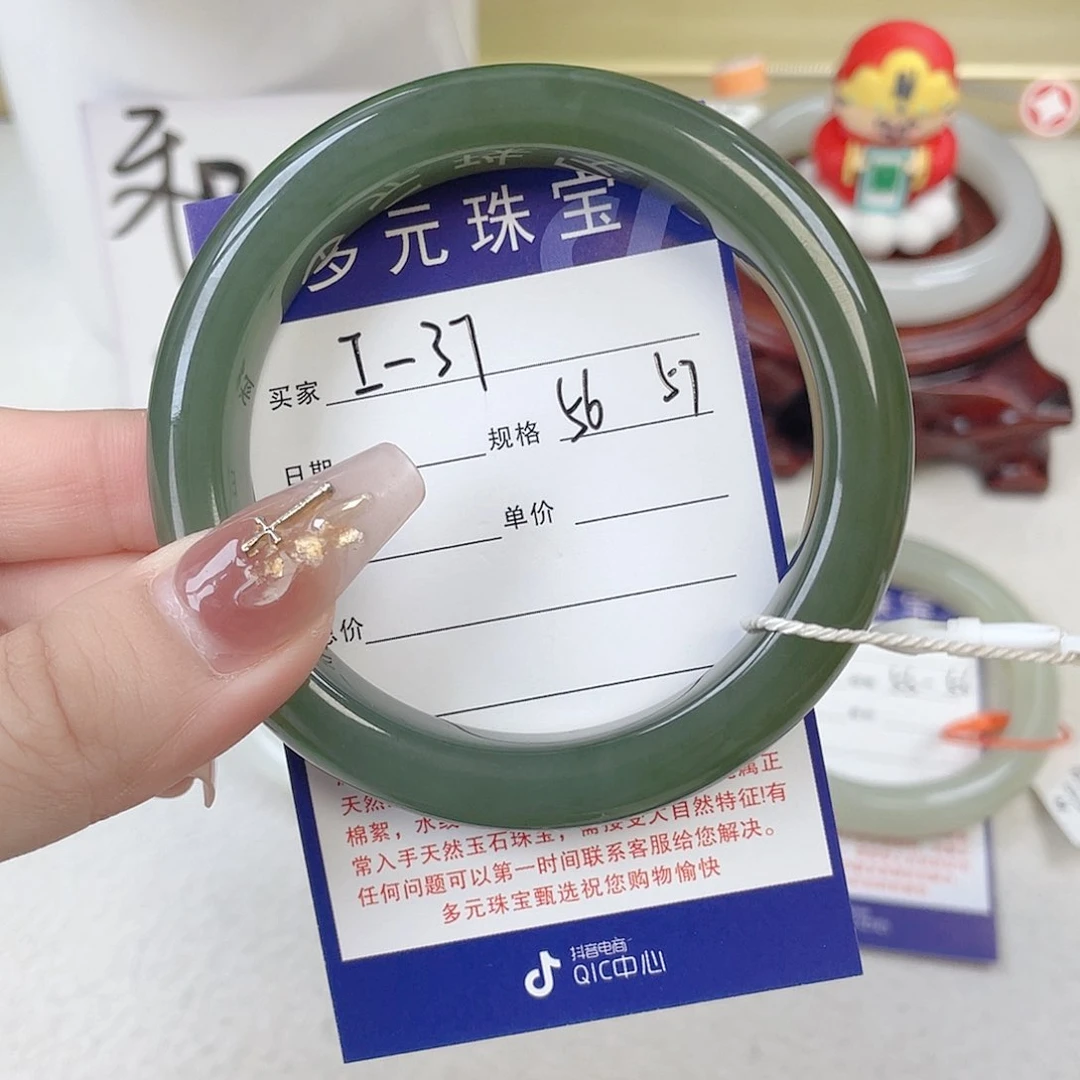 和
多元珠宝
买家 I-37
日期 规格 56 57
单价
总价
天然
棉絮，水
常入手天然玉石珠宝，需接受大自然特征!有
任何问题可以第一时间联系客服给您解决。
多元珠宝甄选祝您购物愉快
抖音电商
QIC中心